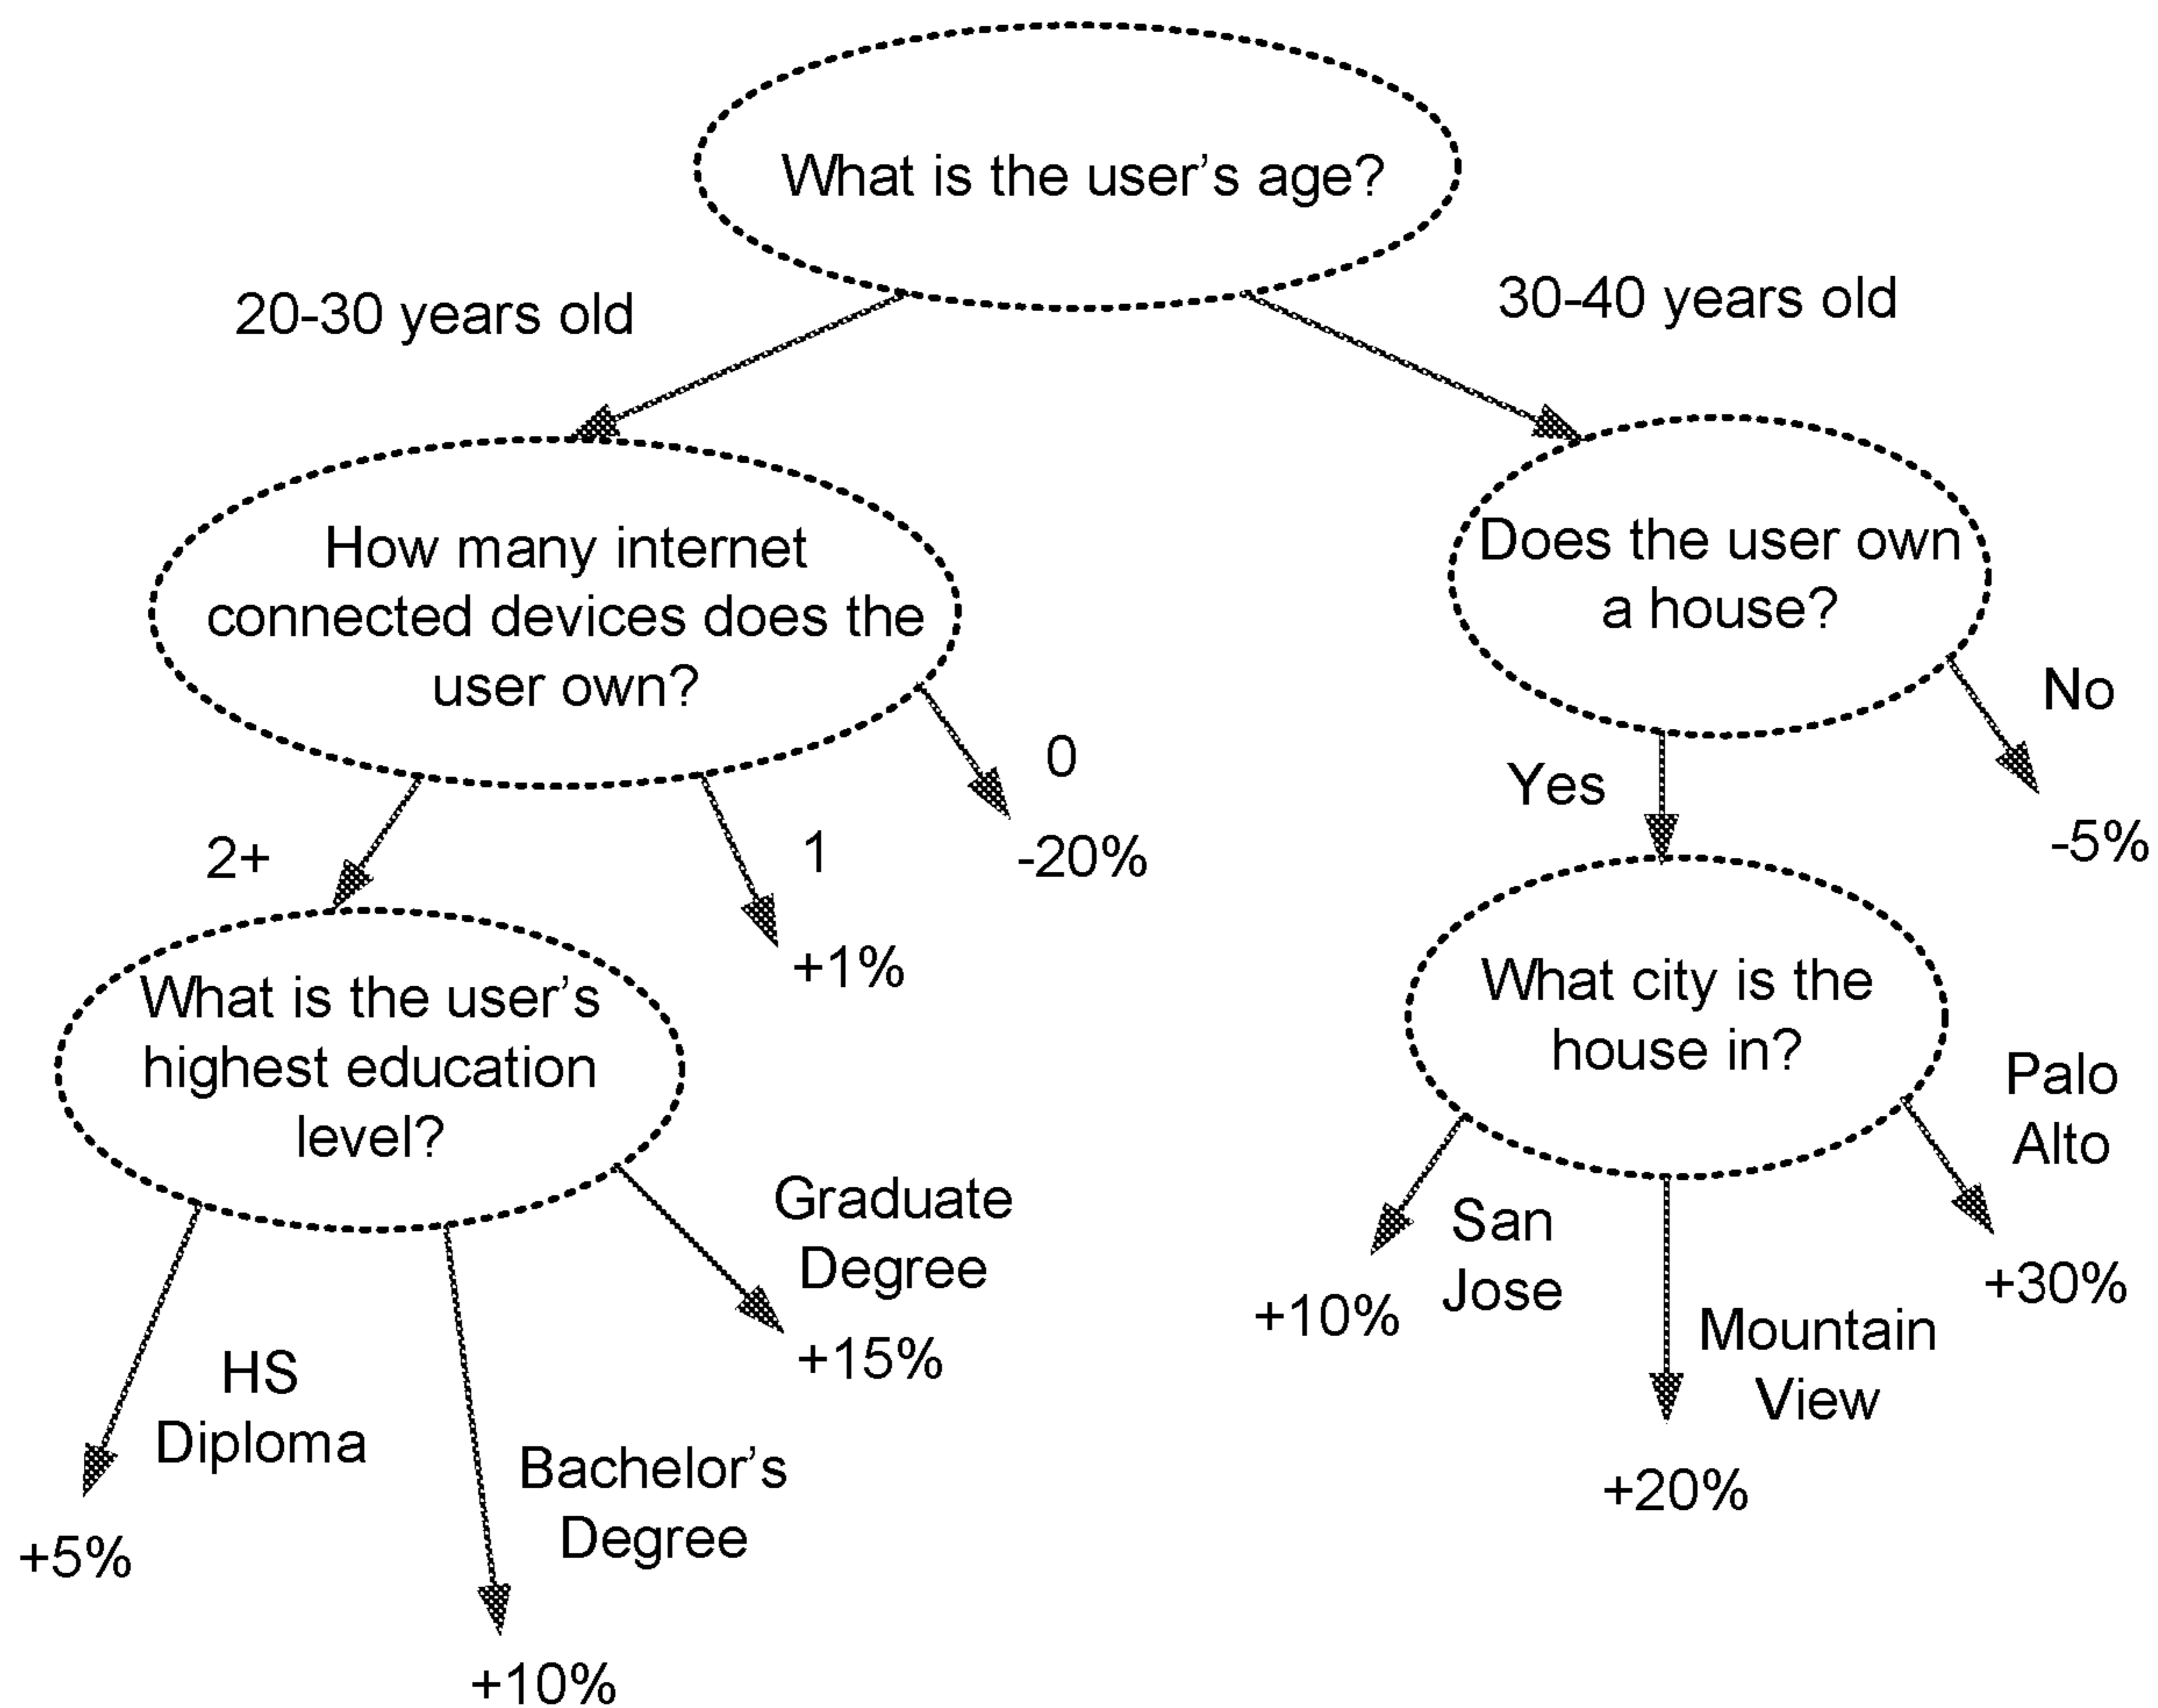 What is the user's age?
20-30 years old
30-40 years old
How many internet
connected devices does the
user own?
Does the user own
a house?
2+
1
+1%
0
-20%
Yes
No
-5%
What is the user's
highest education
level?
What city is the
house in?
HS
Diploma
+5%
Bachelor's
Degree
+10%
Graduate
Degree
+15%
San
Jose
+10%
Mountain
View
+20%
Palo
Alto
+30%